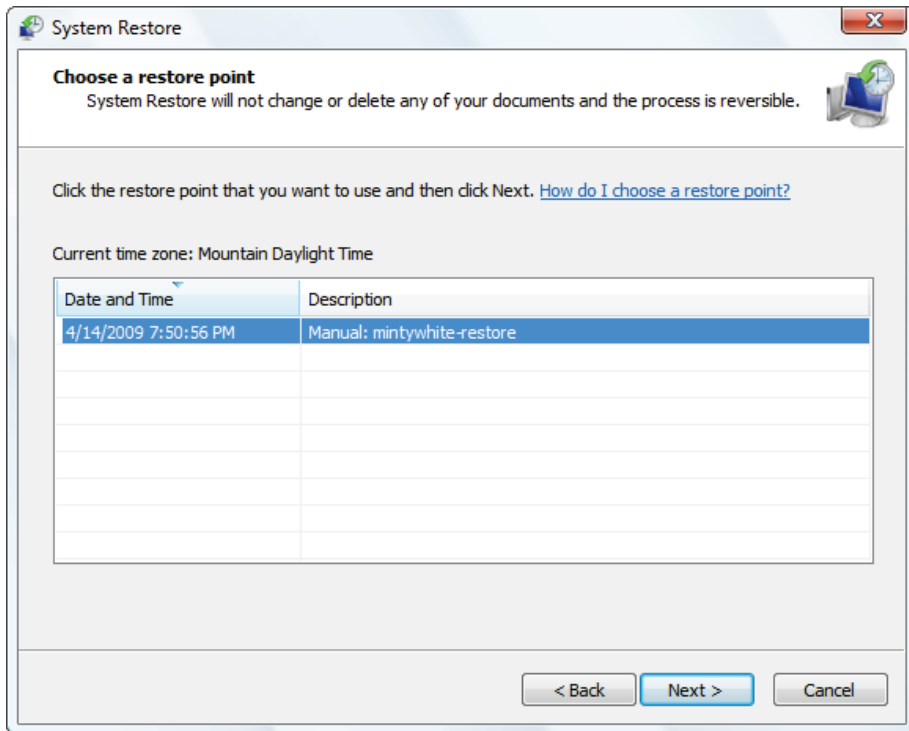 System Restore
Choose a restore point
System Restore will not change or delete any of your documents and the process is reversible.
Click the restore point that you want to use and then click Next. How do I choose a restore point?
Current time zone: Mountain Daylight Time
Date and Time Description
4/14/2009 7:50:56 PM Manual: mintywhite-restore
< Back Next > Cancel